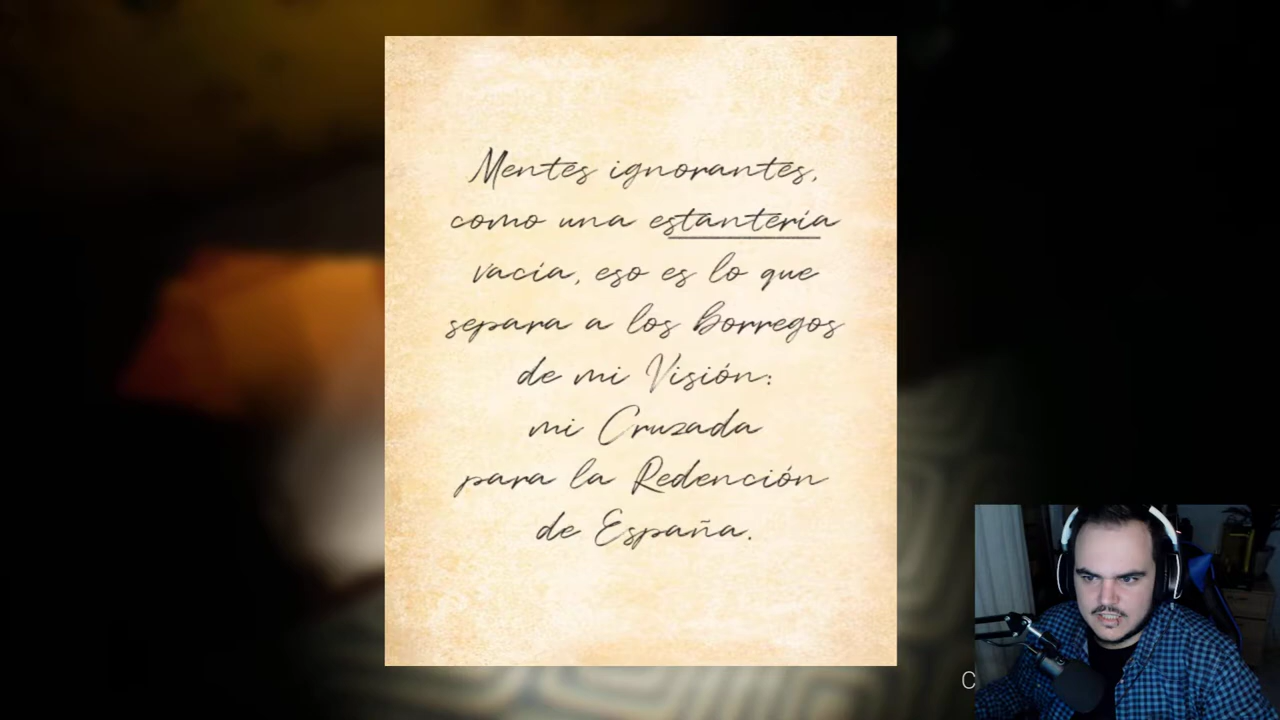 Mentes ignorantes,
como una estantería
vacía, eso es lo que
separa a los borregos
de mi Visión:
mi Cruzada
para la Redención
de España.
C